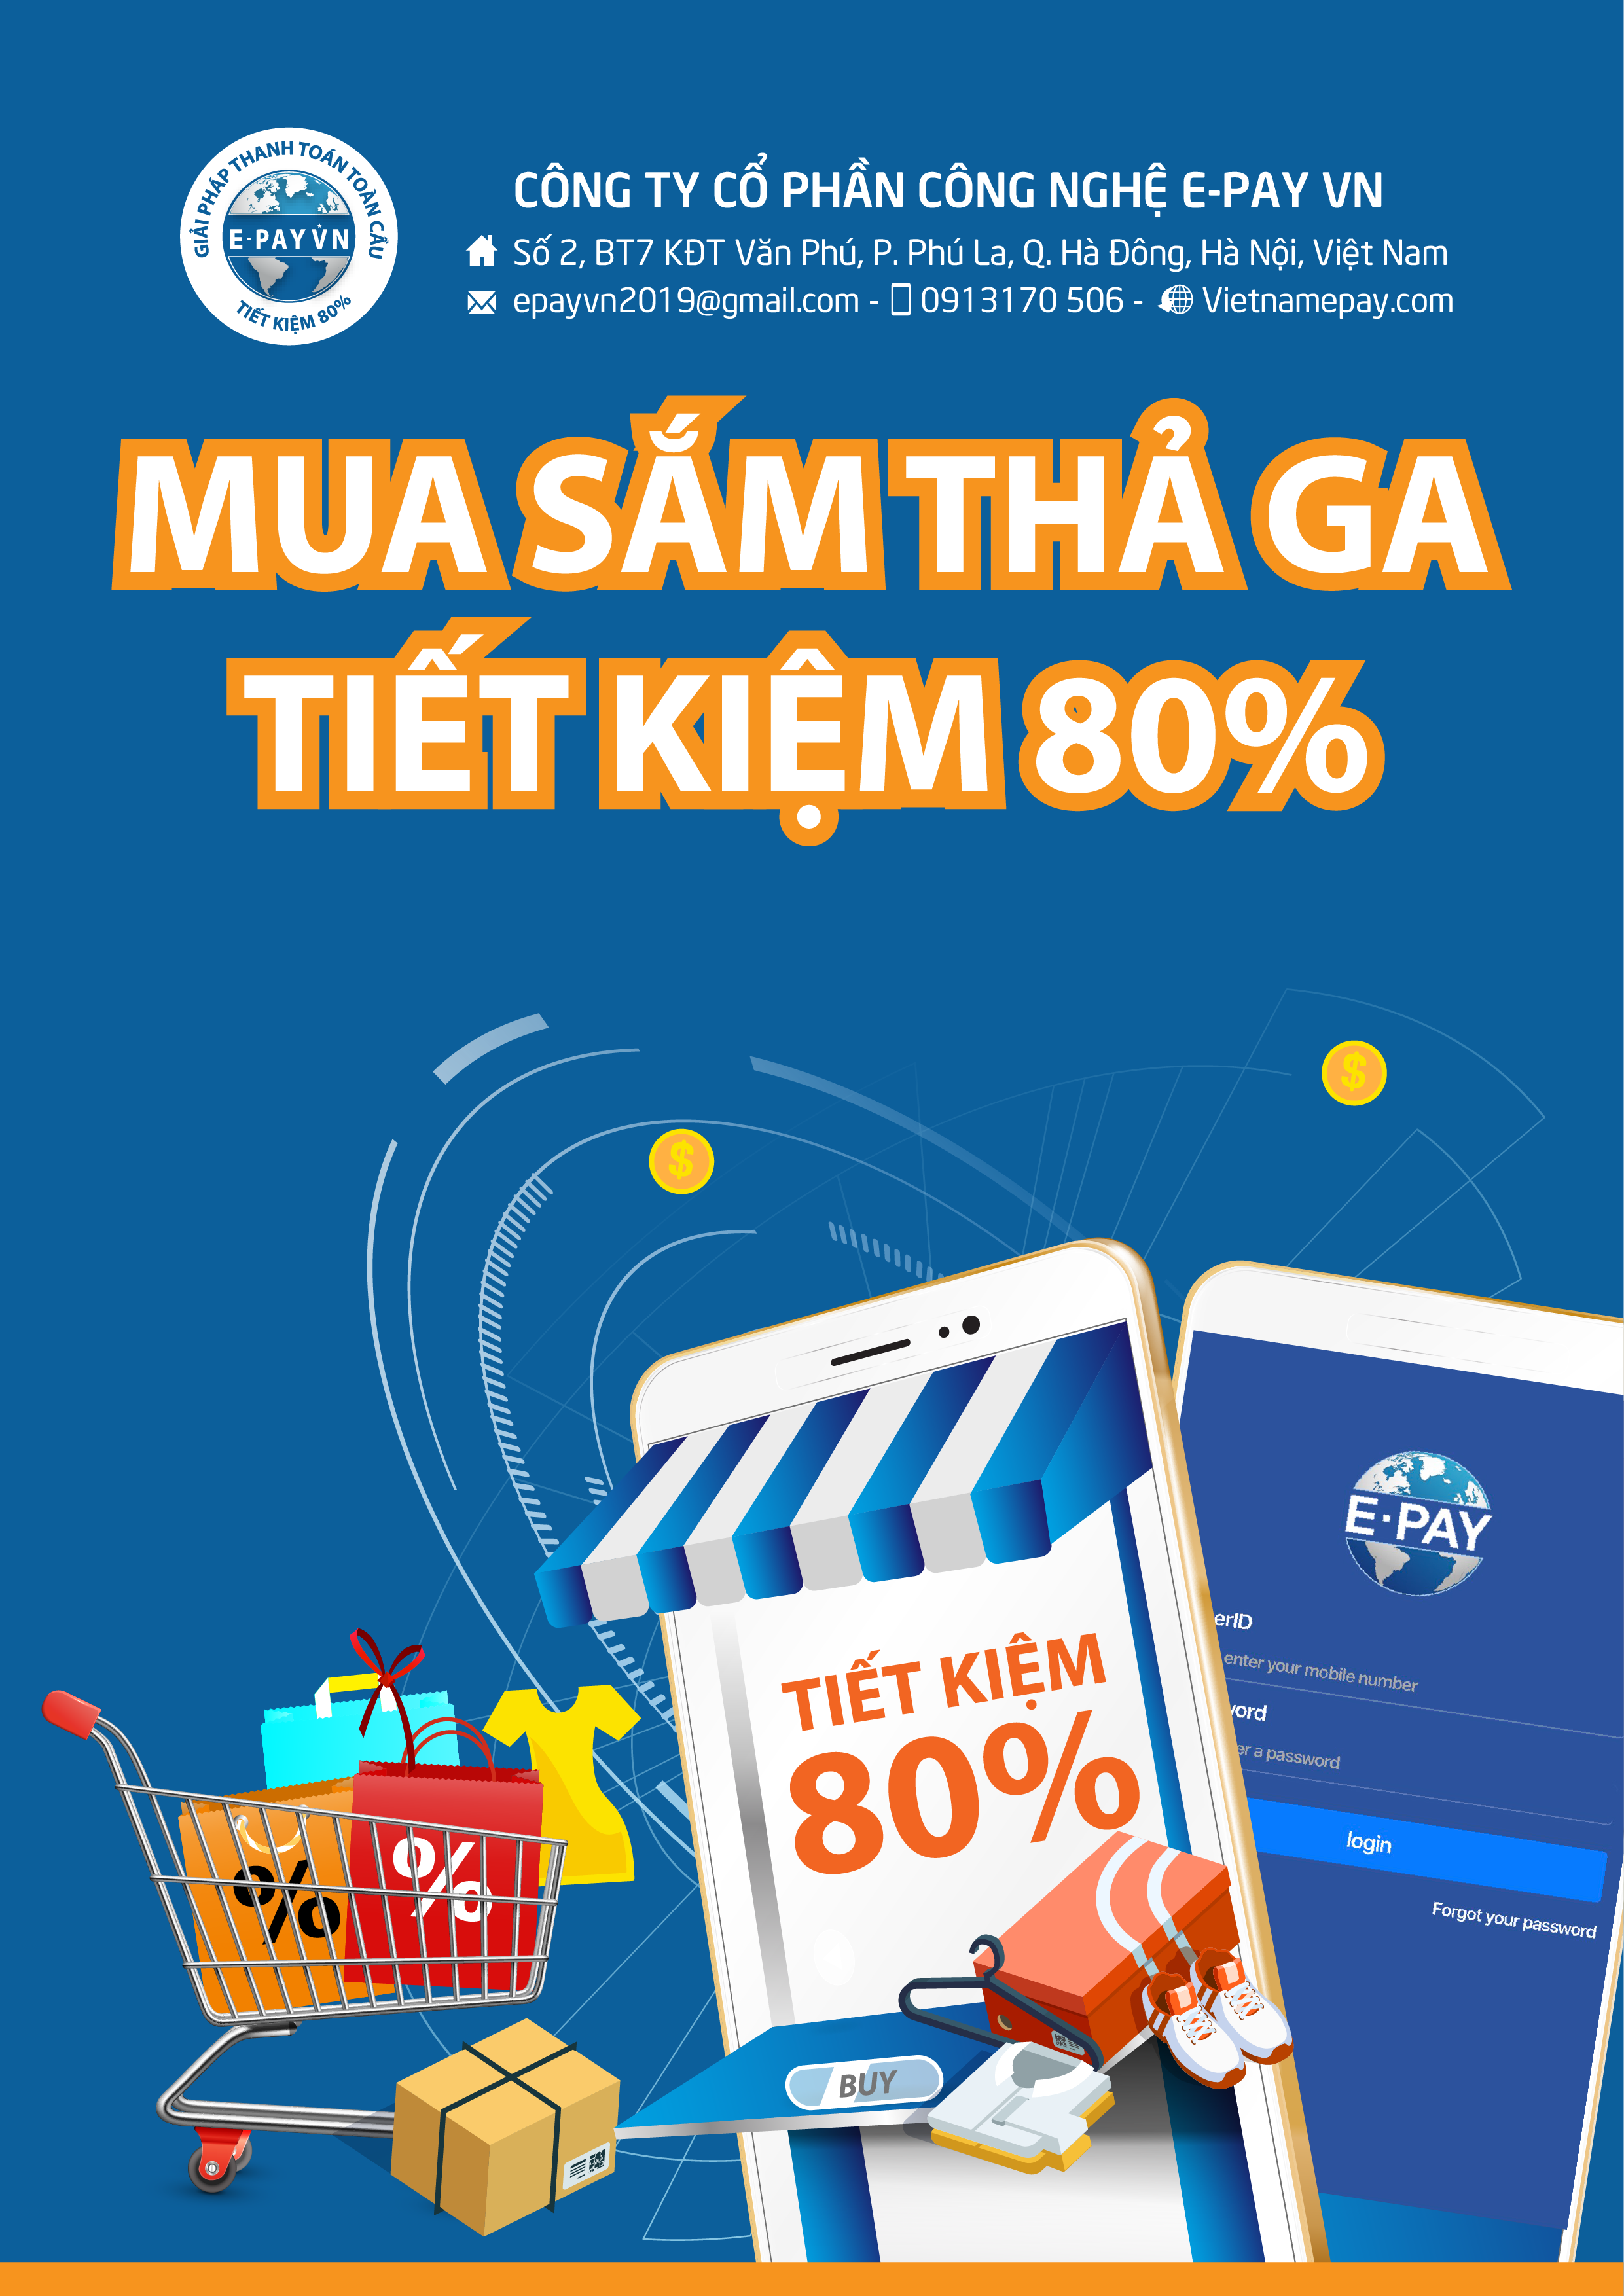 GIẢI PHÁP THANH TOÁN TOÀN CẦU
E-PAY VN
TIẾT KIỆM 80%
CÔNG TY CỔ PHẦN CÔNG NGHỆ E-PAY VN
Số 2, BT7 KĐT Văn Phú, P. Phú La, Q. Hà Đông, Hà Nội, Việt Nam
epayvn2019@gmail.com - 0913170 506 - Vietnamepay.com
MUA SẮM THẢ GA
TIẾT KIỆM 80%
$
$
E·PAY
erID
enter your mobile number
word
er a password
login
Forgot your password
TIẾT KIỆM
80%
% %
BUY